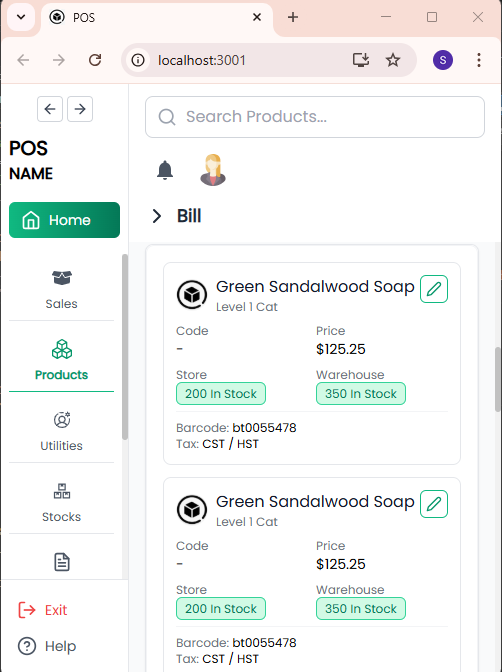 POS
localhost:3001
S
POS
NAME
Home
Sales
Products
Utilities
Stocks
Exit
Help
Search Products...
Bill
Green Sandalwood Soap
Level 1 Cat
Code Price
- $125.25
Store Warehouse
200 In Stock 350 In Stock
Barcode: bt0055478
Tax: CST / HST
Green Sandalwood Soap
Level 1 Cat
Code Price
- $125.25
Store Warehouse
200 In Stock 350 In Stock
Barcode: bt0055478
Tax: CST / HST